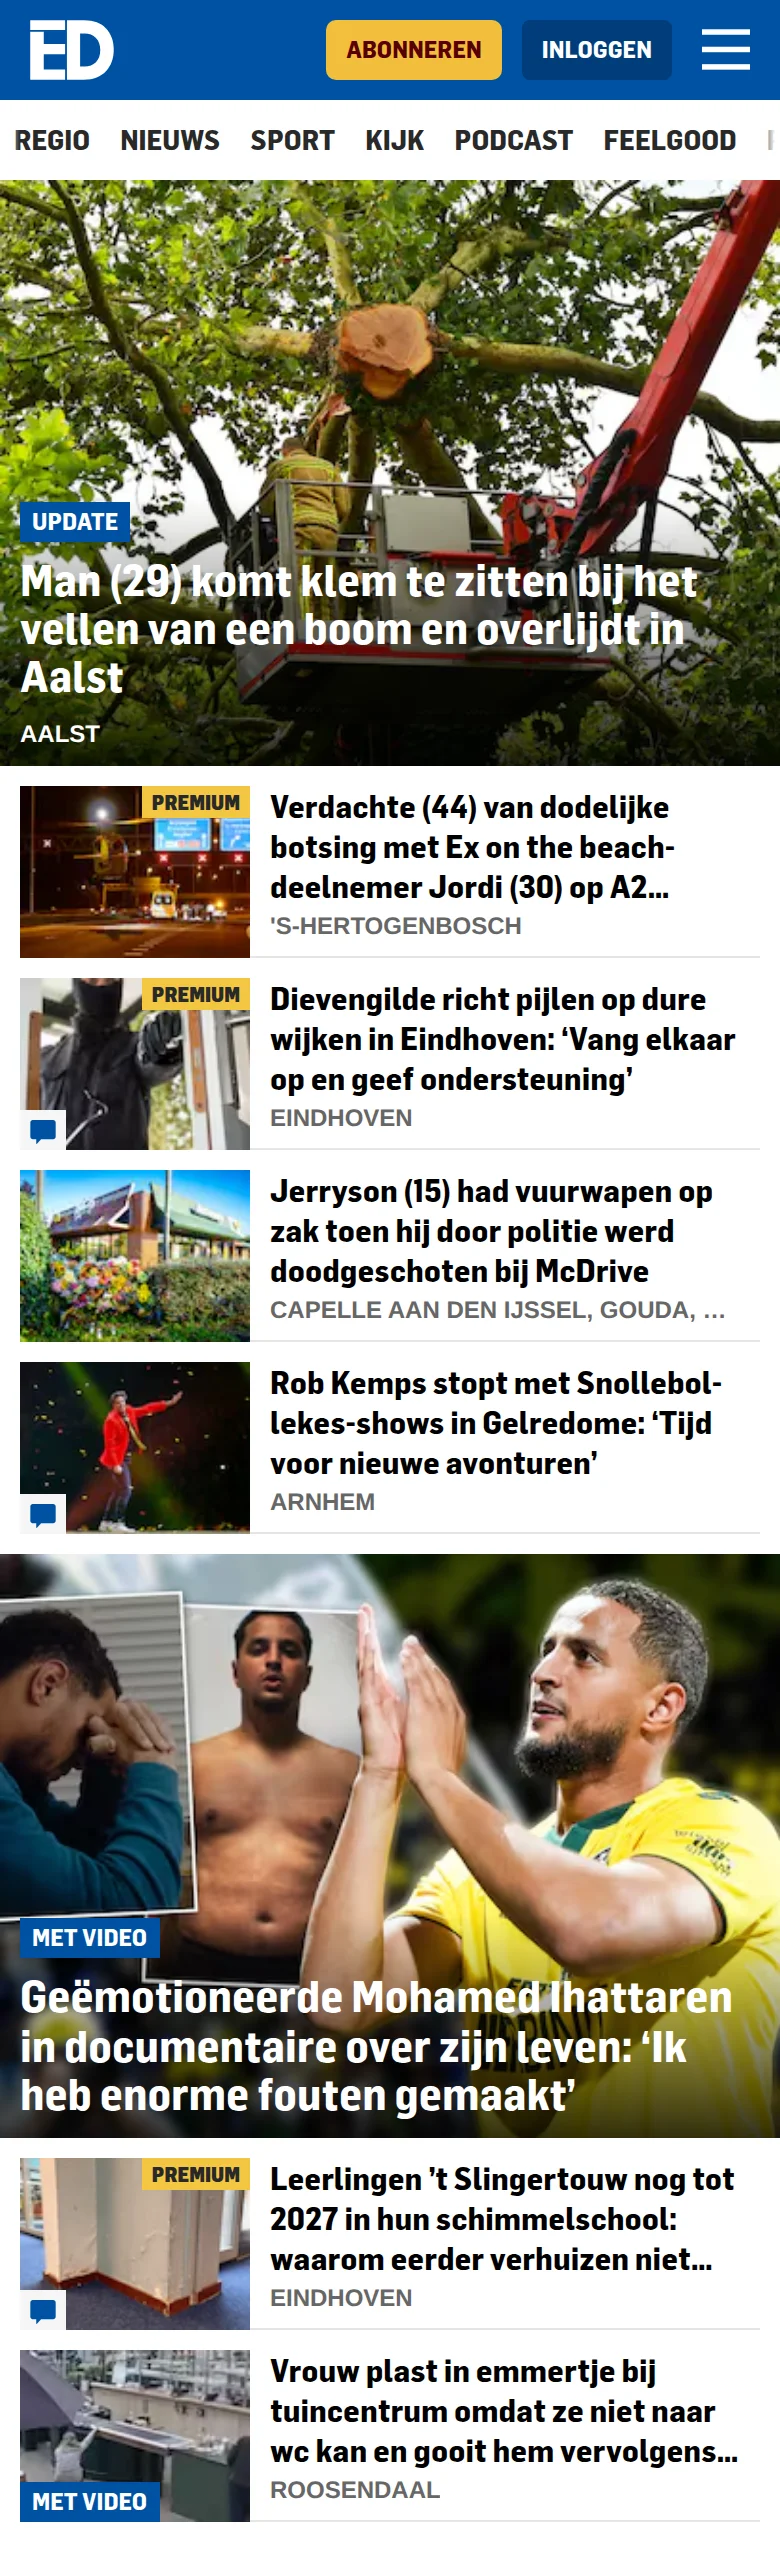 ED
ABONNEREN
INLOGGEN
REGIO NIEUWS SPORT KIJK PODCAST FEELGOOD
UPDATE
Man (29) komt klem te zitten bij het
vellen van een boom en overlijdt in
Aalst
AALST
PREMIUM
Verdachte (44) van dodelijke
botsing met Ex on the beach-
deelnemer Jordi (30) op A2...
'S-HERTOGENBOSCH
PREMIUM
Dievengilde richt pijlen op dure
wijken in Eindhoven: ‘Vang elkaar
op en geef ondersteuning’
EINDHOVEN
Jerryson (15) had vuurwapen op
zak toen hij door politie werd
doodgeschoten bij McDrive
CAPELLE AAN DEN IJSSEL, GOUDA, ...
Rob Kemps stopt met Snollebol-
lekes-shows in Gelredome: ‘Tijd
voor nieuwe avonturen’
ARNHEM
MET VIDEO
Geëmotioneerde Mohamed Ihattaren
in documentaire over zijn leven: ‘Ik
heb enorme fouten gemaakt’
PREMIUM
Leerlingen ’t Slingertouw nog tot
2027 in hun schimmelschool:
waarom eerder verhuizen niet...
EINDHOVEN
MET VIDEO
Vrouw plast in emmertje bij
tuincentrum omdat ze niet naar
wc kan en gooit hem vervolgens...
ROOSENDAAL